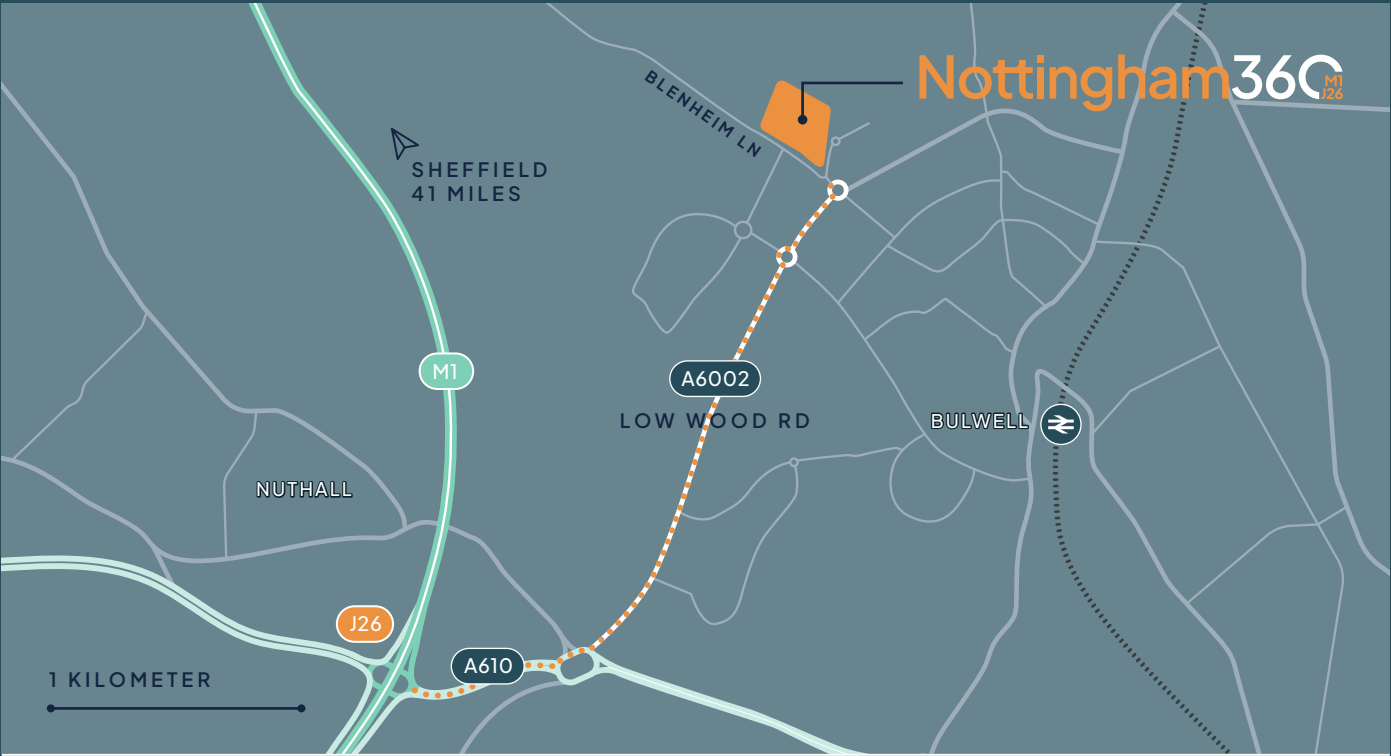 Nottingham360
M1
J26
BLENHEIM LN
SHEFFIELD
41 MILES
M1
A6002
LOW WOOD RD
BULWELL
NUTHALL
J26
A610
1 KILOMETER